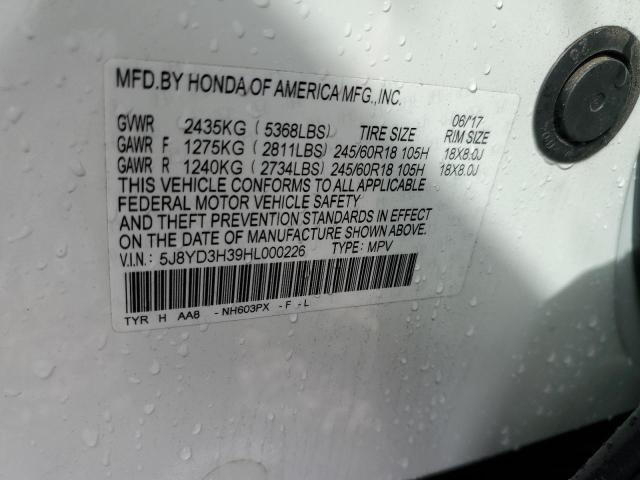 MFD.BY HONDA OF AMERICA MFG.,INC.
06/'17
GVWR 2435KG ( 5368LBS) TIRE SIZE RIM SIZE
GAWR F 1275KG ( 2811LBS) 245/60R18 105H 18X8.0J
GAWR R 1240KG ( 2734LBS) 245/60R18 105H 18X8.0J
THIS VEHICLE CONFORMS TO ALL APPLICABLE
FEDERAL MOTOR VEHICLE SAFETY
AND THEFT PREVENTION STANDARDS IN EFFECT
ON THE DATE OF MANUFACTURE SHOWN ABOVE.
V.I.N.: 5J8YD3H39HL000226 TYPE: MPV
TYR H AA8 - NH603PX - F - L